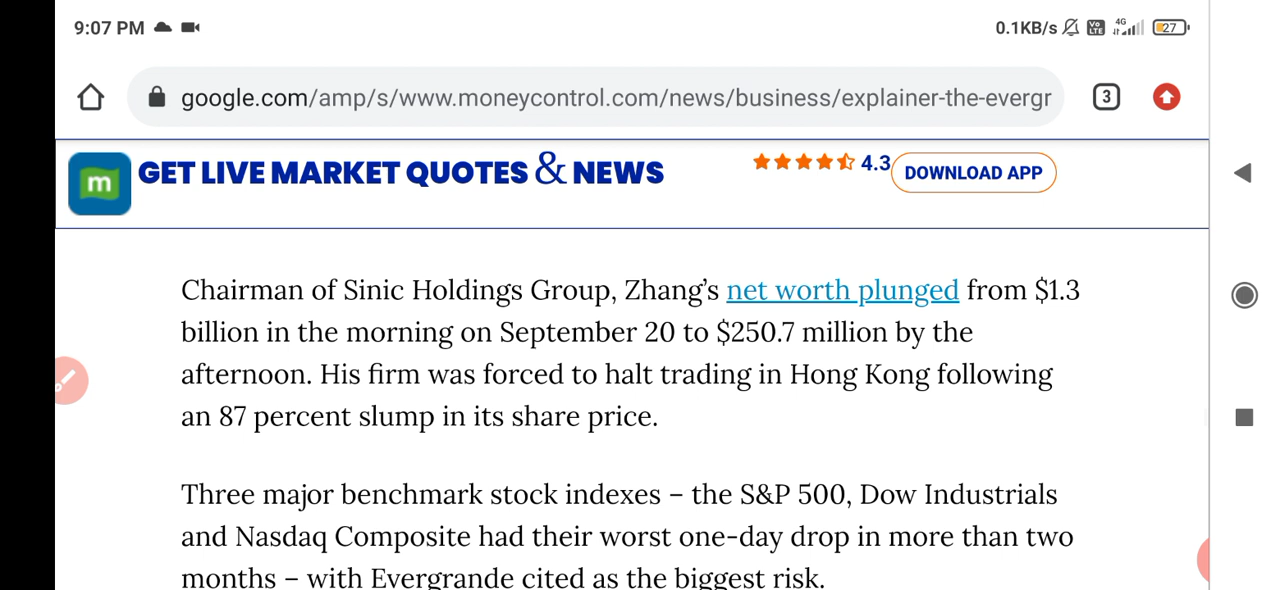 9:07 PM 0.1KB/s Vo LTE 4G 27
google.com/amp/s/www.moneycontrol.com/news/business/explainer-the-evergr 3
m GET LIVE MARKET QUOTES & NEWS 4.3 DOWNLOAD APP
Chairman of Sinic Holdings Group, Zhang’s net worth plunged from $1.3
billion in the morning on September 20 to $250.7 million by the
afternoon. His firm was forced to halt trading in Hong Kong following
an 87 percent slump in its share price.
Three major benchmark stock indexes – the S&P 500, Dow Industrials
and Nasdaq Composite had their worst one-day drop in more than two
months – with Evergrande cited as the biggest risk.